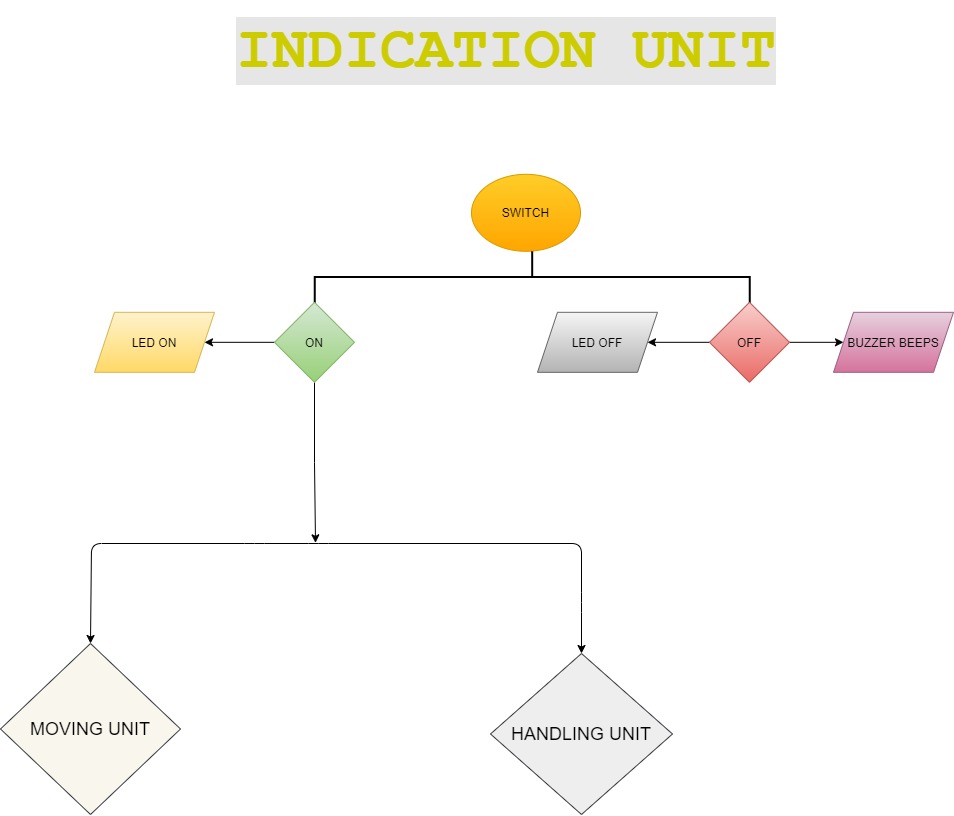 INDICATION UNIT
SWITCH
LED ON
ON
LED OFF
OFF
BUZZER BEEPS
MOVING UNIT
HANDLING UNIT